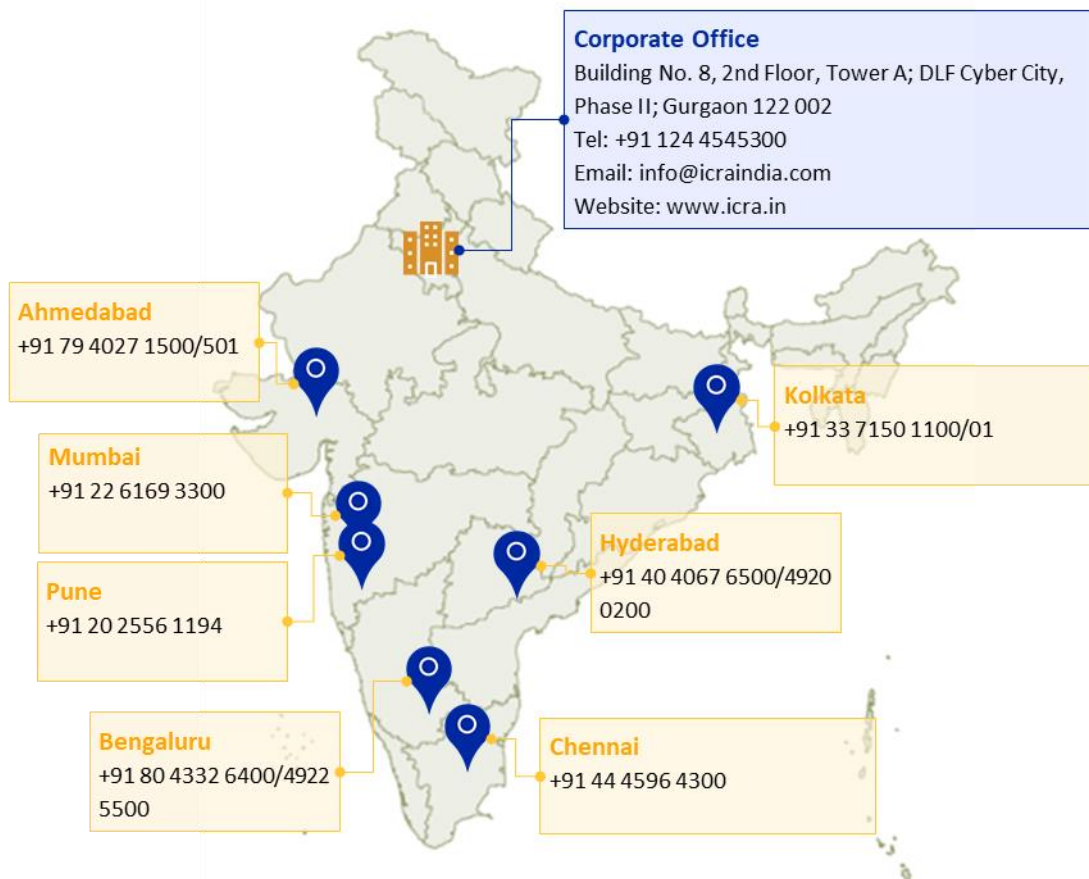 Corporate Office
Building No. 8, 2nd Floor, Tower A; DLF Cyber City,
Phase II; Gurgaon 122 002
Tel: +91 124 4545300
Email: info@icraindia.com
Website: www.icra.in
Ahmedabad
+91 79 4027 1500/501
Kolkata
+91 33 7150 1100/01
Mumbai
+91 22 6169 3300
Hyderabad
+91 40 4067 6500/4920
0200
Pune
+91 20 2556 1194
Bengaluru
+91 80 4332 6400/4922
5500
Chennai
+91 44 4596 4300